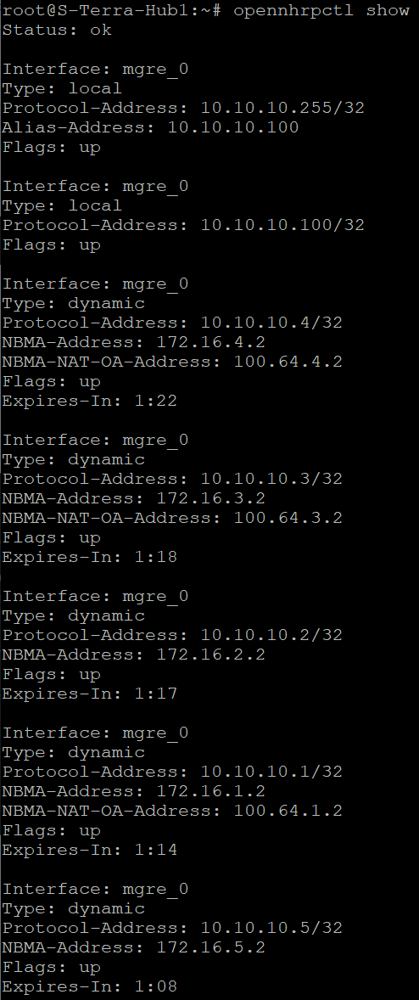 root@S-Terra-Hub1:~# opennhrpctl show
Status: ok
Interface: mgre_0
Type: local
Protocol-Address: 10.10.10.255/32
Alias-Address: 10.10.10.100
Flags: up
Interface: mgre_0
Type: local
Protocol-Address: 10.10.10.100/32
Flags: up
Interface: mgre_0
Type: dynamic
Protocol-Address: 10.10.10.4/32
NBMA-Address: 172.16.4.2
NBMA-NAT-OA-Address: 100.64.4.2
Flags: up
Expires-In: 1:22
Interface: mgre_0
Type: dynamic
Protocol-Address: 10.10.10.3/32
NBMA-Address: 172.16.3.2
NBMA-NAT-OA-Address: 100.64.3.2
Flags: up
Expires-In: 1:18
Interface: mgre_0
Type: dynamic
Protocol-Address: 10.10.10.2/32
NBMA-Address: 172.16.2.2
Flags: up
Expires-In: 1:17
Interface: mgre_0
Type: dynamic
Protocol-Address: 10.10.10.1/32
NBMA-Address: 172.16.1.2
NBMA-NAT-OA-Address: 100.64.1.2
Flags: up
Expires-In: 1:14
Interface: mgre_0
Type: dynamic
Protocol-Address: 10.10.10.5/32
NBMA-Address: 172.16.5.2
Flags: up
Expires-In: 1:08